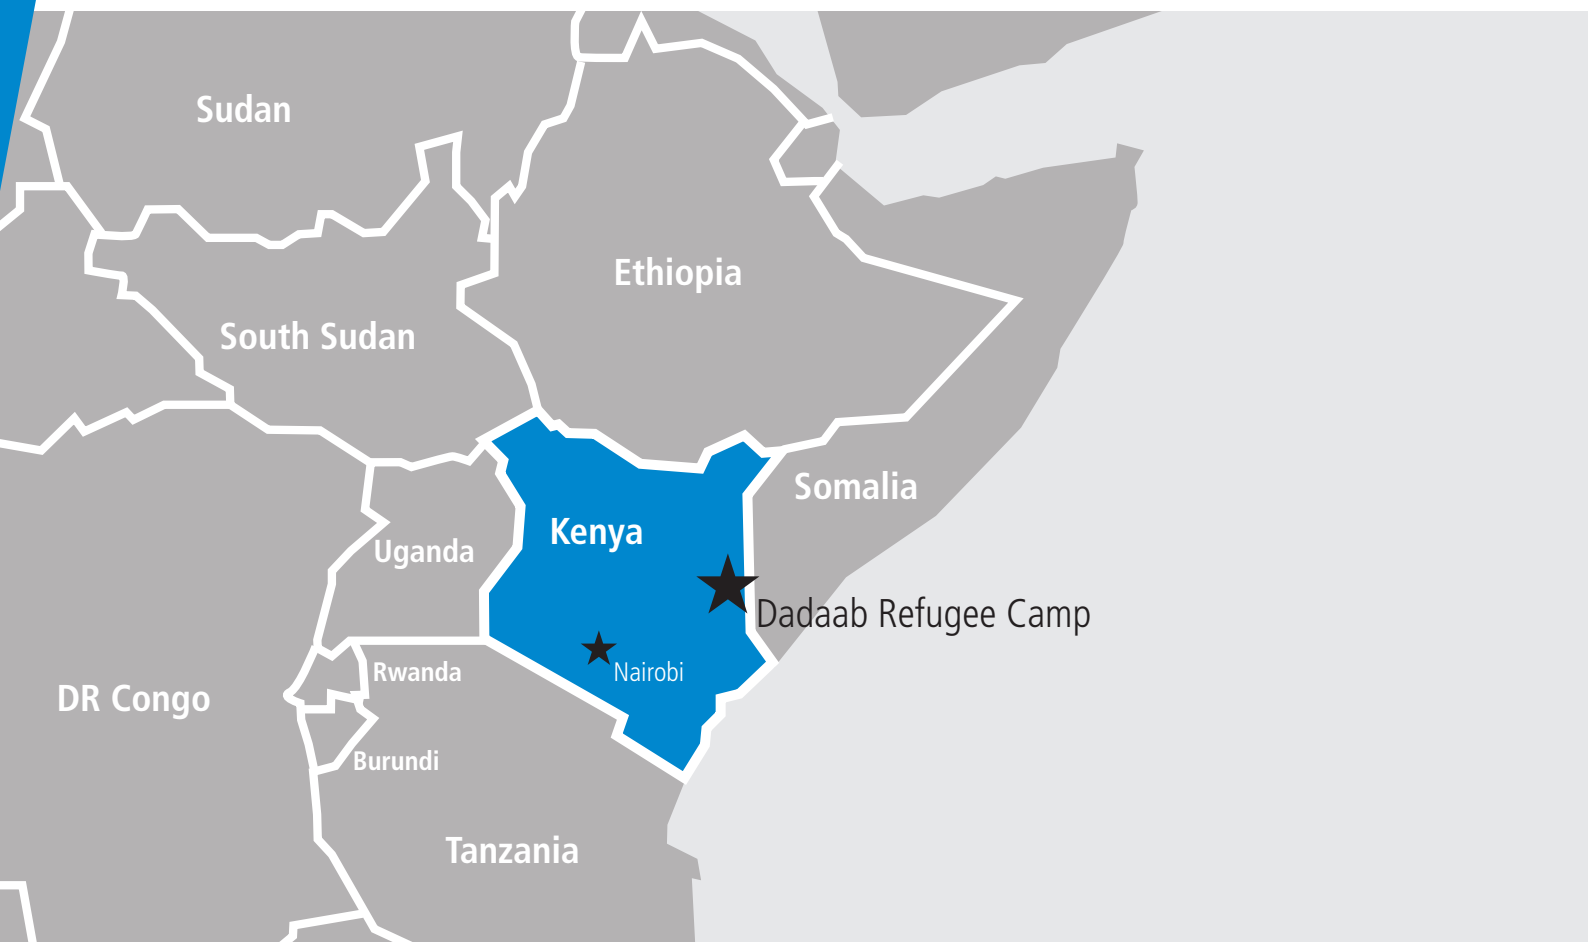 Sudan
Ethiopia
South Sudan
Somalia
Kenya
Uganda
Dadaab Refugee Camp
Rwanda
Nairobi
DR Congo
Burundi
Tanzania